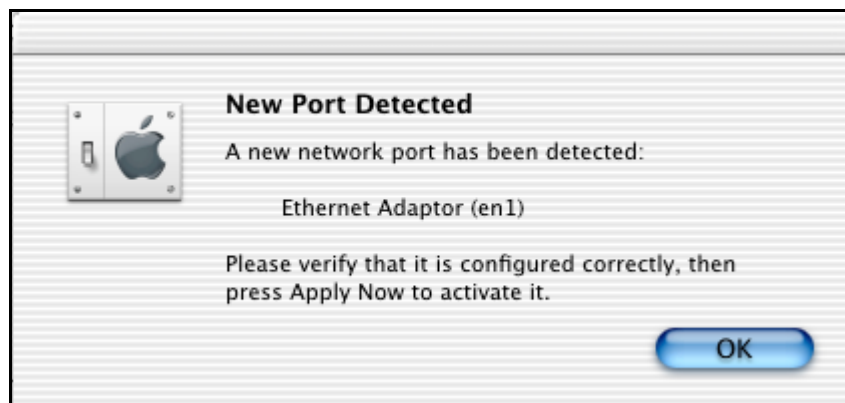 New Port Detected
A new network port has been detected:
Ethernet Adaptor (en1)
Please verify that it is configured correctly, then
press Apply Now to activate it.
OK